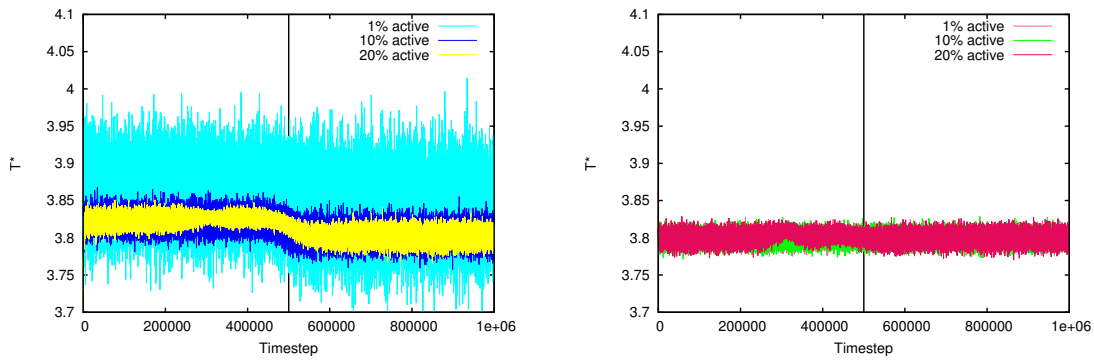 4.1
4.05
4
3.95
3.9
3.85
3.8
3.75
3.7
T*
0
200000
400000
600000
800000
1e+06
Timestep
1% active
10% active
20% active
4.1
4.05
4
3.95
3.9
3.85
3.8
3.75
3.7
T*
0
200000
400000
600000
800000
1e+06
Timestep
1% active
10% active
20% active